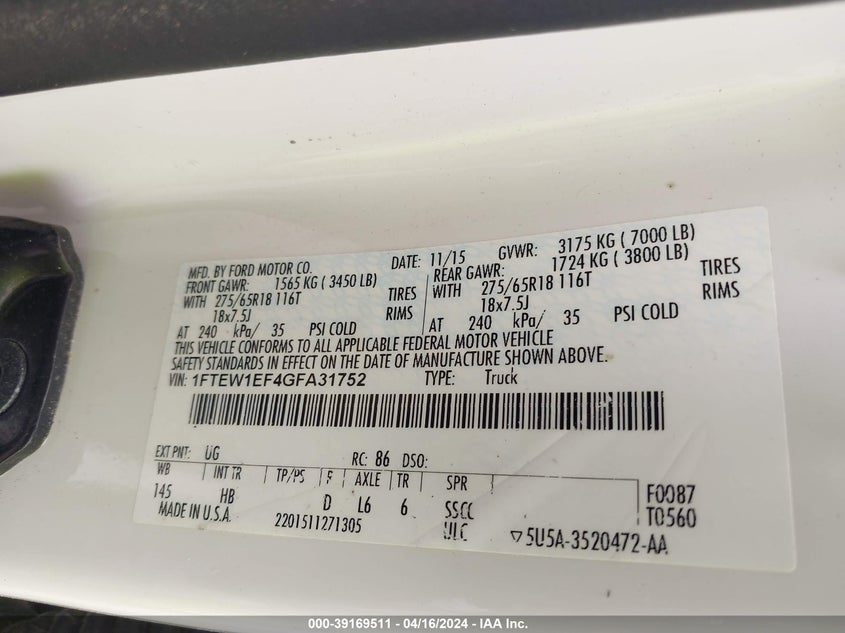 MFD. BY FORD MOTOR CO. DATE: 11/15 GVWR: 3175 KG ( 7000 LB)
FRONT GAWR: 1565 KG ( 3450 LB) REAR GAWR: 1724 KG ( 3800 LB)
WITH 275/65R18 116T TIRES WITH 275/65R18 116T TIRES
18x7.5J RIMS 18x7.5J RIMS
AT 240 kPa/ 35 PSI COLD AT 240 kPa/ 35 PSI COLD
THIS VEHICLE CONFORMS TO ALL APPLICABLE FEDERAL MOTOR VEHICLE
SAFETY STANDARDS IN EFFECT ON THE DATE OF MANUFACTURE SHOWN ABOVE.
VIN: 1FTEW1EF4GFA31752 TYPE: Truck
EXT PNT: UG RC: 86 DSO:
WB INT TR TP/PS R AXLE TR SPR
145 HB D L6 6 SSCC F0087
MADE IN U.S.A. 2201511271305 ULC ▽5U5A-3520472-AA T0560
000-39169511 - 04/16/2024 - IAA Inc.